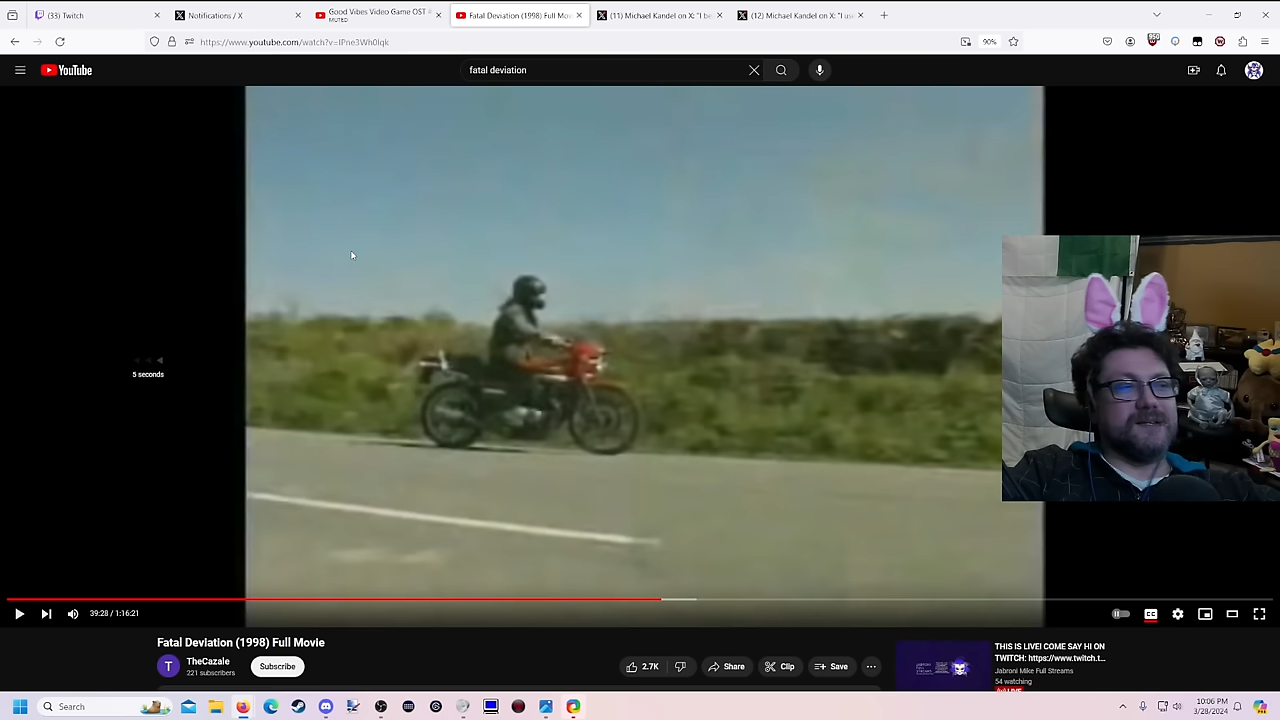 (33) Twitch
Notifications / X
Good Vibes Video Game OST
MUTED
Fatal Deviation (1998) Full Mov
(11) Michael Kandel on X: "I be
(12) Michael Kandel on X: "I us
https://www.youtube.com/watch?v=IPne3Wh0lqk
90%
YouTube
fatal deviation
5 seconds
39:28 / 1:16:21
Fatal Deviation (1998) Full Movie
T
TheCazale
221 subscribers
Subscribe
2.7K
Share
Clip
Save
THIS IS LIVE! COME SAY HI ON
TWITCH: https://www.twitch.t...
Jabroni Mike Full Streams
54 watching
LIVE
Search
10:06 PM
3/28/2024